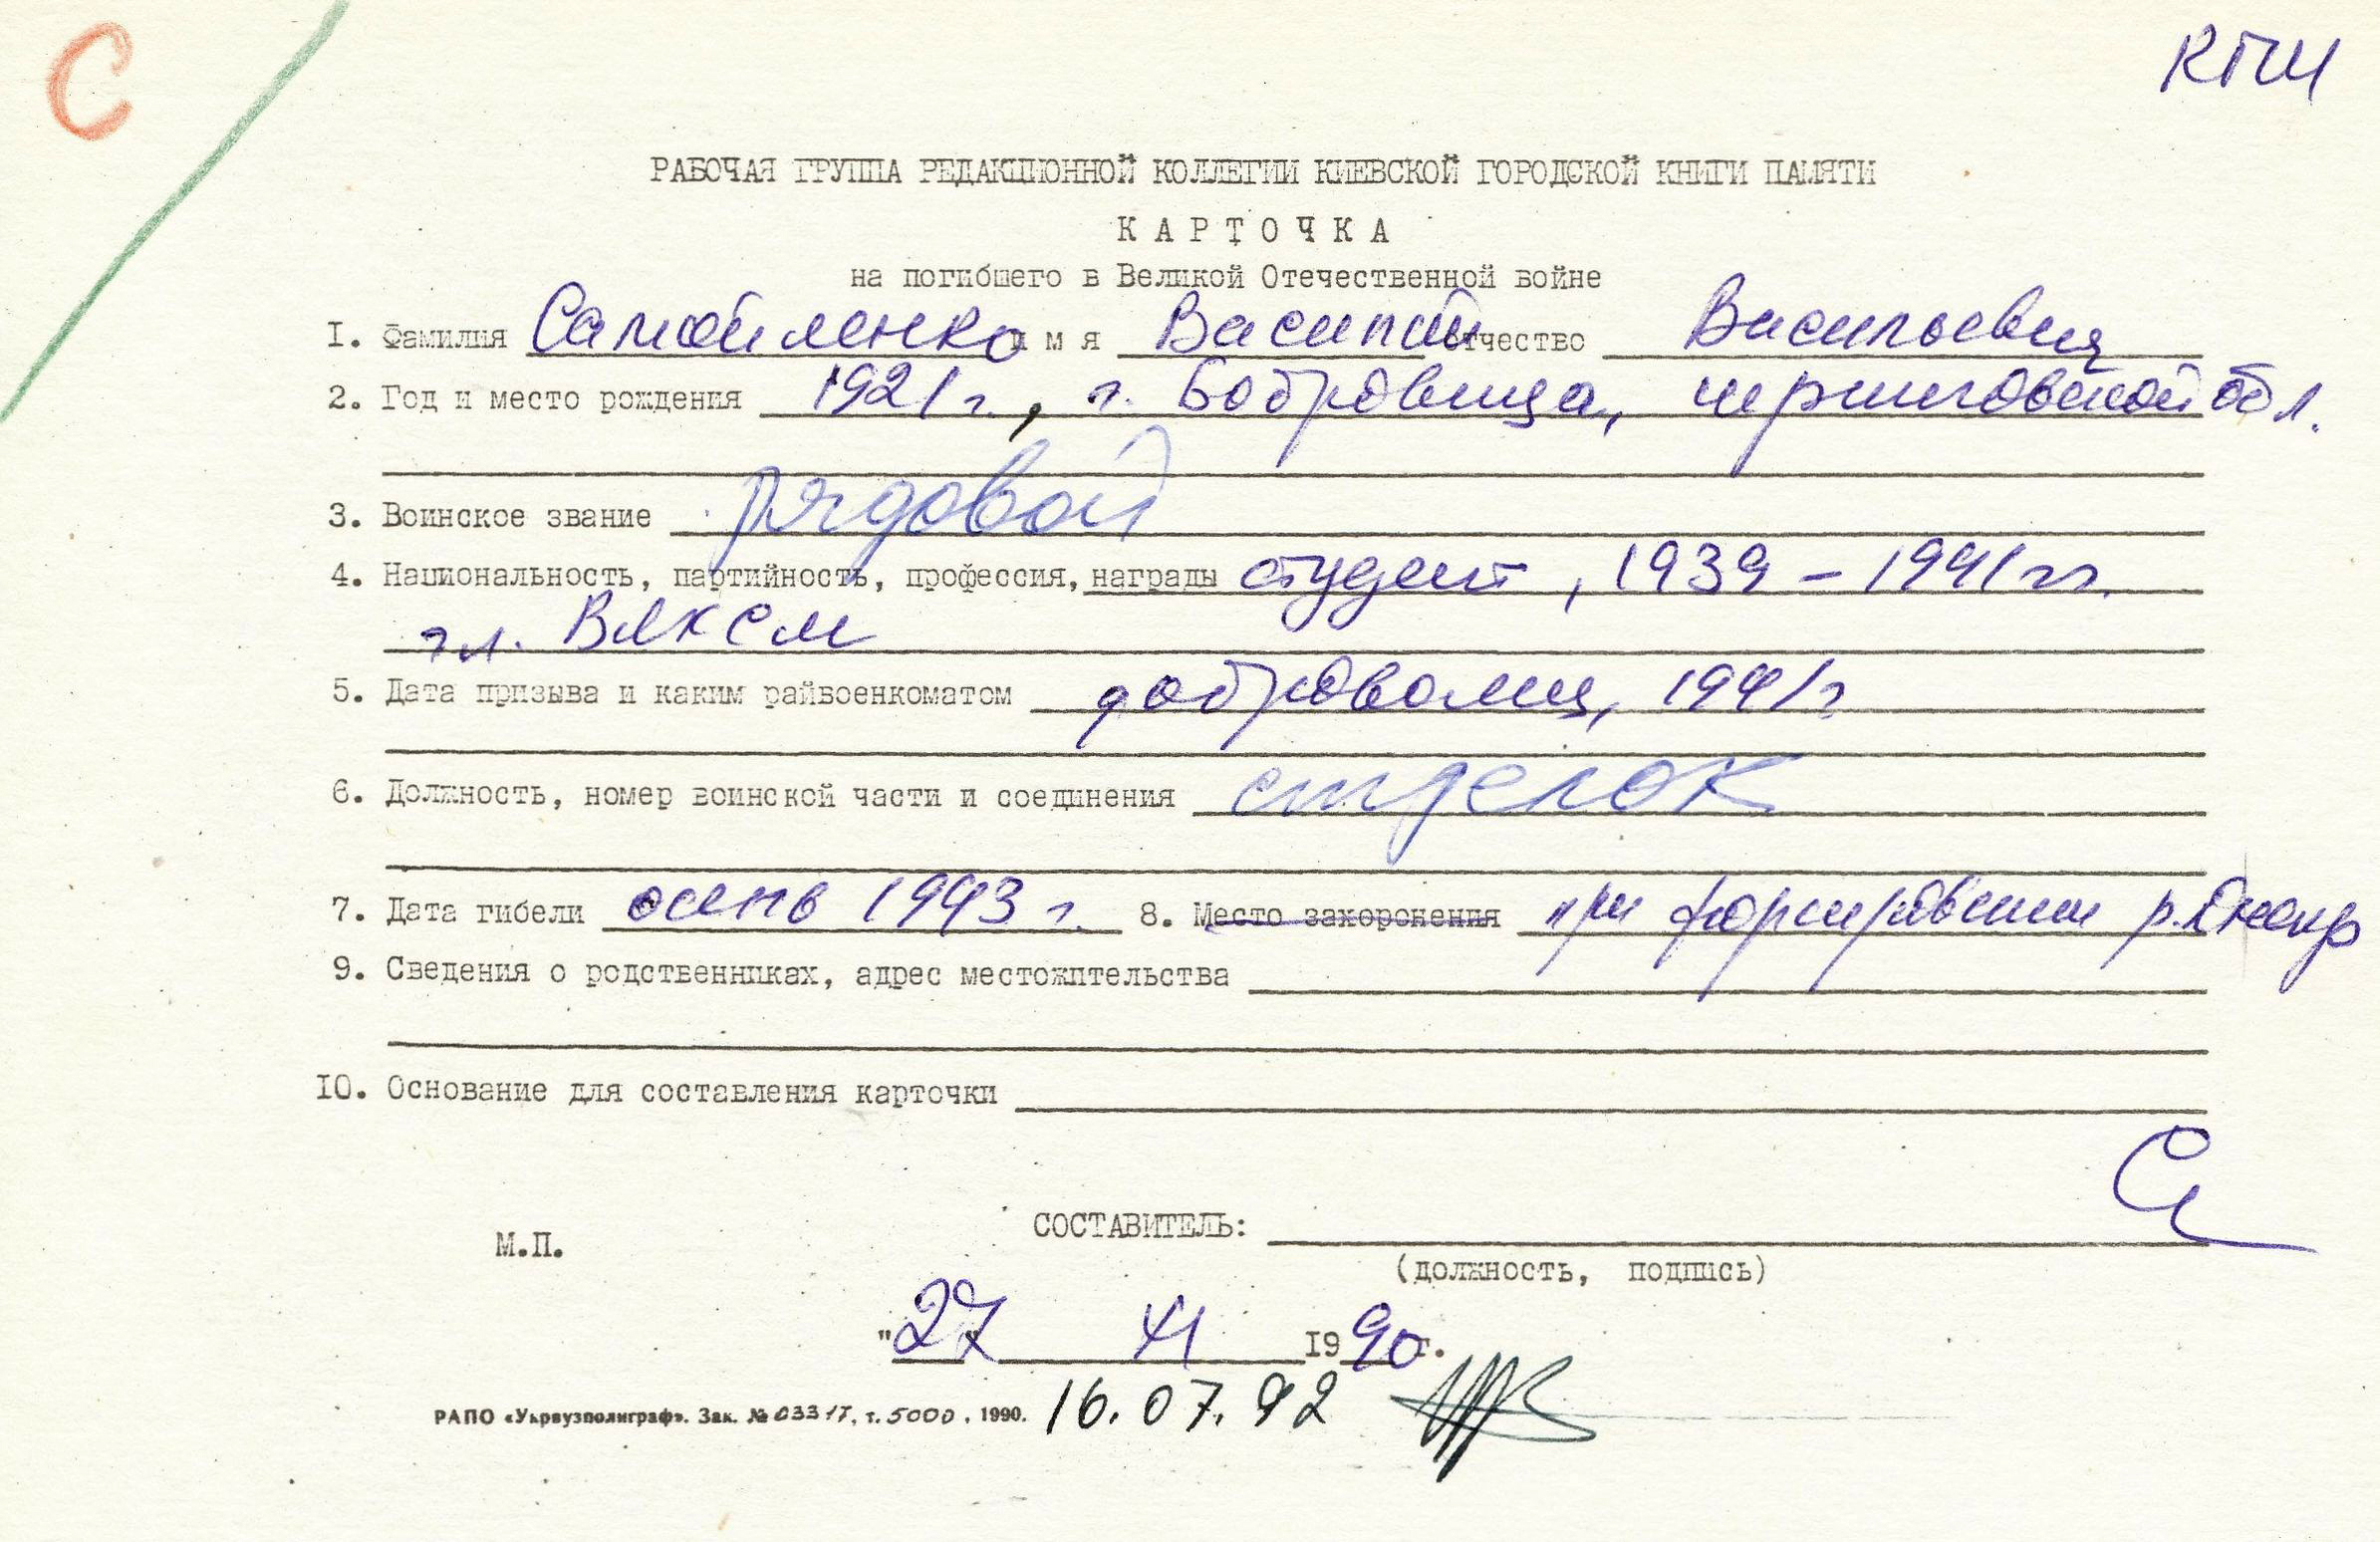 С
КПИ
РАБОЧАЯ ГРУППА РЕДАКЦИОННОЙ КОЛЛЕГИИ КИЕВСКОЙ ГОРОДСКОЙ КНИГИ ПАМЯТИ
К А Р Т О Ч К А
на погибшего в Великой Отечественной войне
I. Фамилия Самойленко и м я Василий отчество Васильевич
2. Год и место рождения 1921 г., г. Бобровица, черниговской обл.
3. Воинское звание рядовой
4. Национальность, партийность, профессия, награды студент, 1939 – 1941 гг.
чл. ВЛКСМ
5. Дата призыва и каким райвоенкоматом доброволец, 1941 г
6. Должность, номер воинской части и соединения стрелок
7. Дата гибели осень 1943 г. 8. Место захоронения при форсировании р. Днепр
9. Сведения о родственниках, адрес местожительства
IO. Основание для составления карточки
М.П.
СОСТАВИТЕЛЬ:
(должность, подпись)
"27" XI 1990 г.
РАПО «Укрвузполиграф». Зак. № 0331Т, т. 5000, 1990. 16.07.92